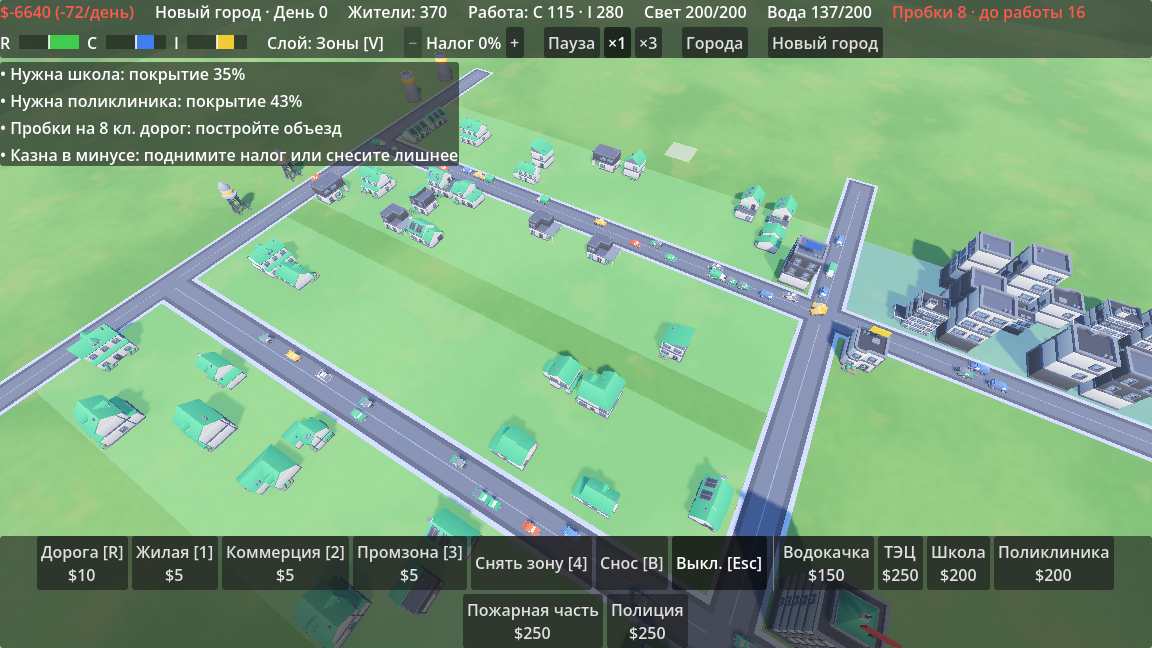 $-6640 (-72/день) Новый город · День 0 Жители: 370 Работа: C 115 · I 280 Свет 200/200 Вода 137/200 Пробки 8 · до работы 16
R C I Слой: Зоны [V] − Налог 0% + Пауза ×1 ×3 Города Новый город
• Нужна школа: покрытие 35%
• Нужна поликлиника: покрытие 43%
• Пробки на 8 кл. дорог: постройте объезд
• Казна в минусе: поднимите налог или снесите лишнее
Дорога [R] Жилая [1] Коммерция [2] Промзона [3] Снять зону [4] Снос [B] Выкл. [Esc] Водокачка ТЭЦ Школа Поликлиника
$10 $5 $5 $5 $150 $250 $200 $200
Пожарная часть Полиция
$250 $250